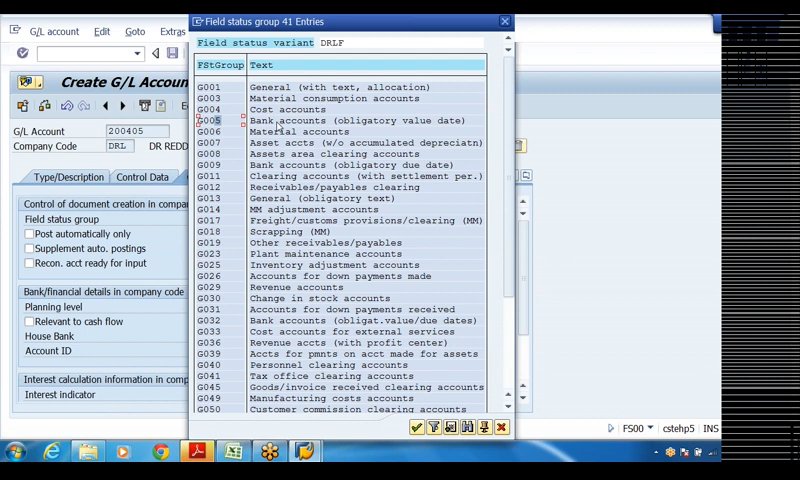 Field status group 41 Entries
G/L account Edit Goto
Create G/L Accoun
G/L Account 200405
Company Code DRL DR REDD
Type/Description Control Data
Control of document creation in compan
Field status group
Post automatically only
Supplement auto. postings
Recon. acct ready for input
Bank/financial details in company code
Planning level
Relevant to cash flow
House Bank
Account ID
Interest calculation information in comp
Interest indicator
Field status variant DRLF
FStGroup Text
G001 General (with text, allocation)
G003 Material consumption accounts
G004 Cost accounts
G005 Bank accounts (obligatory value date)
G006 Material accounts
G007 Asset accts (w/o accumulated depreciatn)
G008 Assets area clearing accounts
G009 Bank accounts (obligatory due date)
G011 Clearing accounts (with settlement per.)
G012 Receivables/payables clearing
G013 General (obligatory text)
G014 MM adjustment accounts
G017 Freight/customs provisions/clearing (MM)
G018 Scrapping (MM)
G019 Other receivables/payables
G023 Plant maintenance accounts
G025 Inventory adjustment accounts
G026 Accounts for down payments made
G029 Revenue accounts
G030 Change in stock accounts
G031 Accounts for down payments received
G032 Bank accounts (obligat.value/due dates)
G033 Cost accounts for external services
G036 Revenue accts (with profit center)
G039 Accts for pmnts on acct made for assets
G040 Personnel clearing accounts
G041 Tax office clearing account
G045 Goods/invoice received clearing accounts
G049 Manufacturing costs accounts
G050 Customer commission clearing accounts
FS00 cstehp5 INS